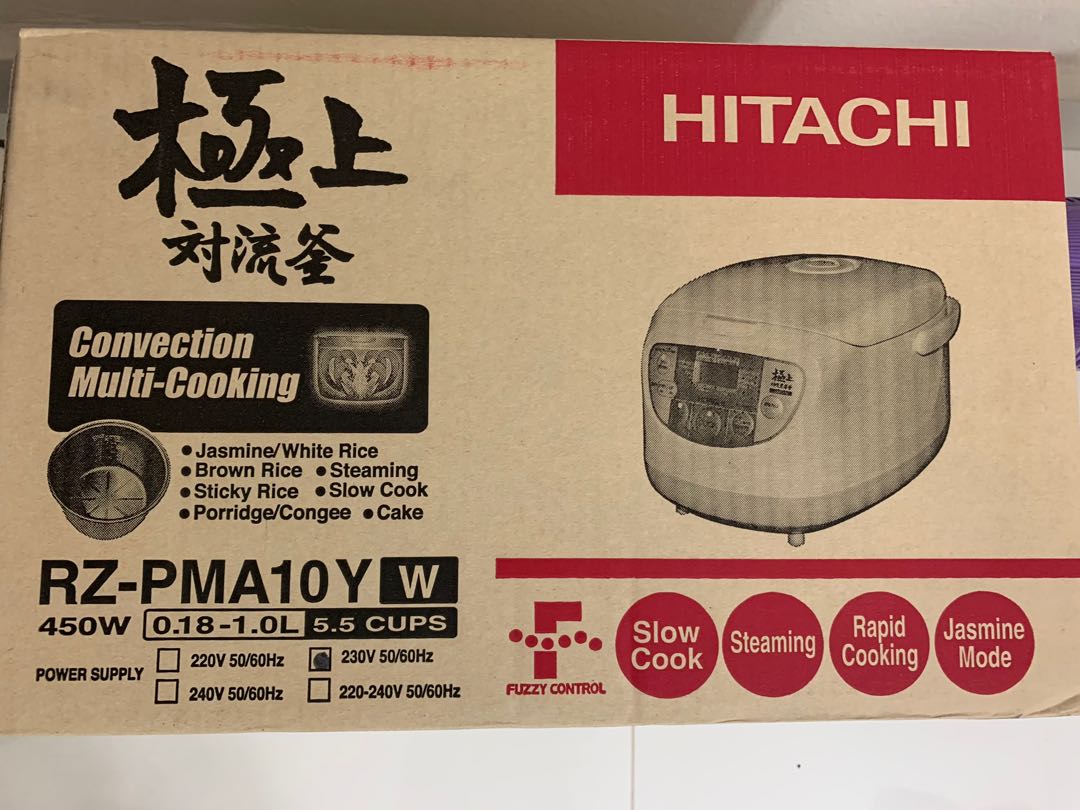 極上
対流釜
HITACHI
Convection
Multi-Cooking
極上
• Jasmine/White Rice
• Brown Rice • Steaming
• Sticky Rice • Slow Cook
• Porridge/Congee • Cake
RZ-PMA10Y W
450W 0.18-1.0L 5.5 CUPS
POWER SUPPLY
220V 50/60Hz
230V 50/60Hz
240V 50/60Hz
220-240V 50/60Hz
FUZZY CONTROL
Slow
Cook
Steaming
Rapid
Cooking
Jasmine
Mode